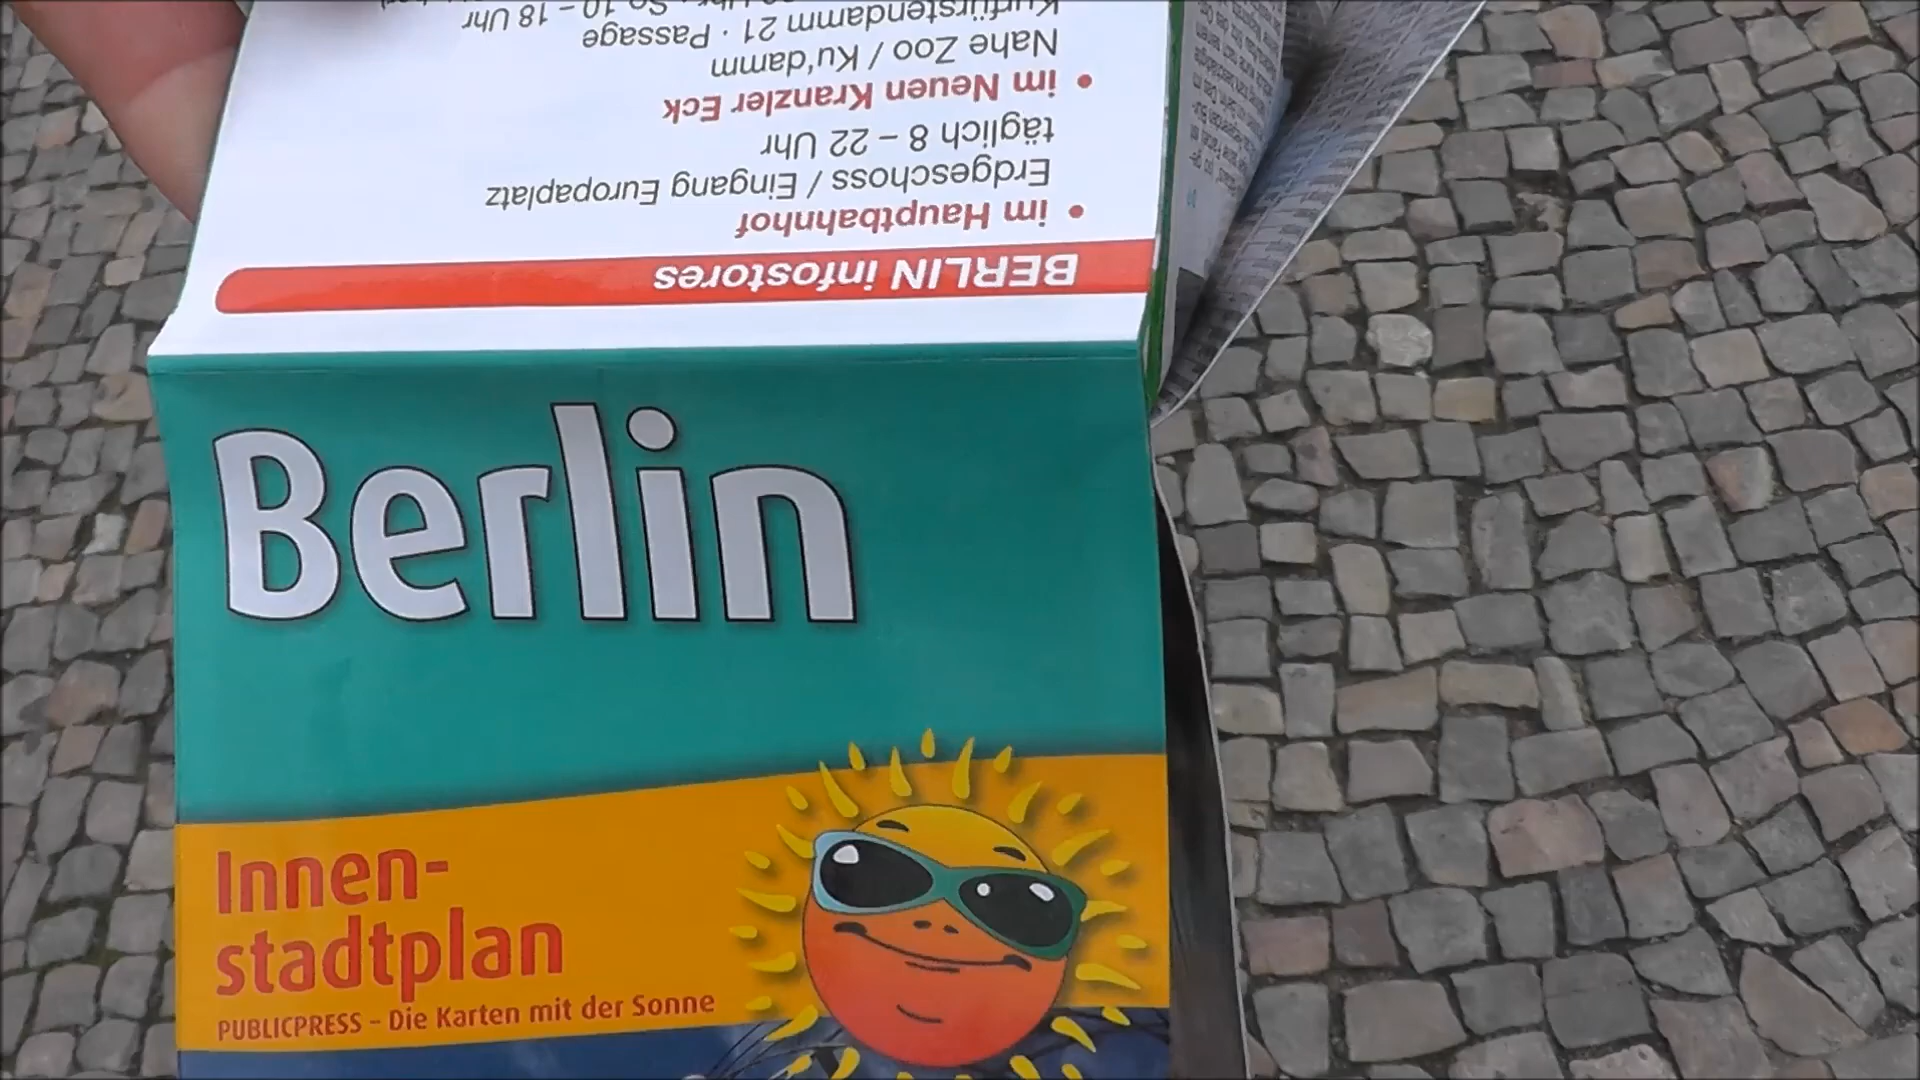 Berlin
Innen-
stadtplan
PUBLICPRESS – Die Karten mit der Sonne
BERLIN infostores
• im Hauptbahnhof
Erdgeschoss / Eingang Europaplatz
täglich 8 – 22 Uhr
• im Neuen Kranzler Eck
Nahe Zoo / Ku'damm
Kurfürstendamm 21 · Passage
10 – 18 Uhr